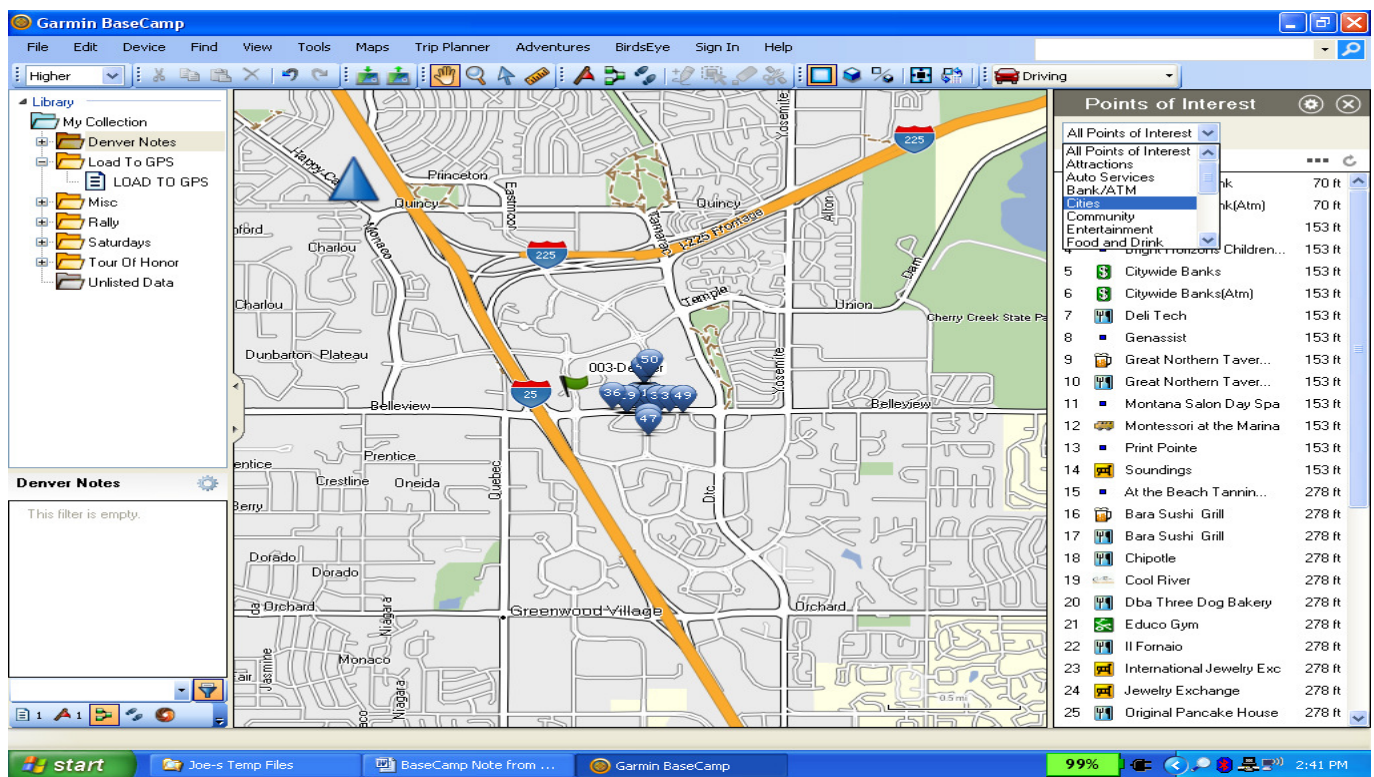 Garmin BaseCamp
File Edit Device Find View Tools Maps Trip Planner Adventures BirdsEye Sign In Help
Higher
Driving
Library
My Collection
Denver Notes
Load To GPS
LOAD TO GPS
Misc
Rally
Saturdays
Tour Of Honor
Unlisted Data
Denver Notes
This filter is empty.
1 1
Yosemite
225
Happy-Ca
Princeton
Eastmoor
Quincy
Quincy
Tamarac
I-225 Frontage
Alton
Monaco
Charlou
225
Dam
Temple
Union
Charlou
Cherry Creek State Pa
Dunbarton Plateau
Yosemite
003-De
50
36 9 1 3 3 49
25
47
Belleview
Belleview
entice
Prentice
Crestline
Oneida
Quebec
Dtc
Berry
Dorado
Dorado
Orchard
Niagara
Greenwood Village
Orchard
Monaco
Jasmine
Niagara
0.5 mi
Points of Interest
All Points of Interest
All Points of Interest
Attractions
Auto Services
Bank/ATM
Cities
Community
Entertainment
Food and Drink
nk 70 ft
nk(Atm) 70 ft
153 ft
4 Bright Horizons Children... 153 ft
5 Citywide Banks 153 ft
6 Citywide Banks(Atm) 153 ft
7 Deli Tech 153 ft
8 Genassist 153 ft
9 Great Northern Taver... 153 ft
10 Great Northern Taver... 153 ft
11 Montana Salon Day Spa 153 ft
12 Montessori at the Marina 153 ft
13 Print Pointe 153 ft
14 Soundings 153 ft
15 At the Beach Tannin... 278 ft
16 Bara Sushi Grill 278 ft
17 Bara Sushi Grill 278 ft
18 Chipotle 278 ft
19 Cool River 278 ft
20 Dba Three Dog Bakery 278 ft
21 Educo Gym 278 ft
22 Il Fornaio 278 ft
23 International Jewelry Exc 278 ft
24 Jewelry Exchange 278 ft
25 Original Pancake House 278 ft
start
Joe-s Temp Files
BaseCamp Note from ...
Garmin BaseCamp
99%
2:41 PM